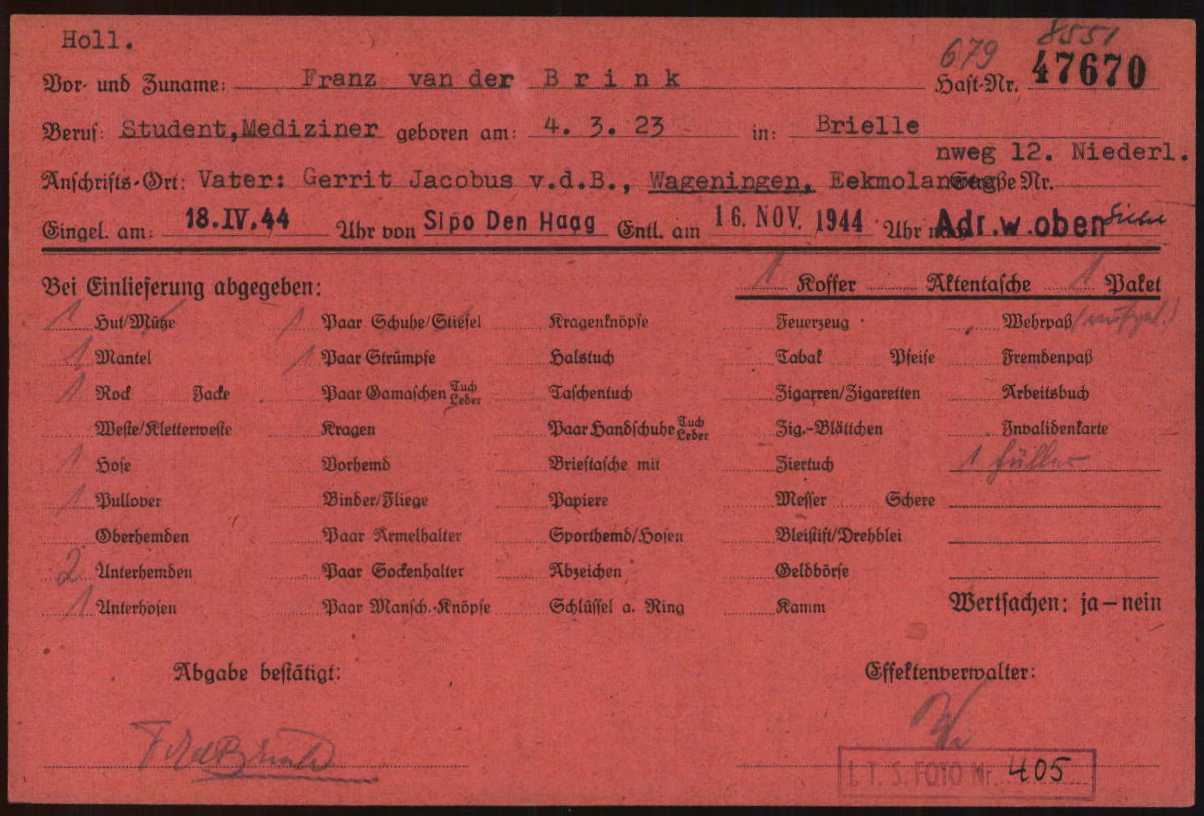 Holl.
679 8551
Vor- und Zuname: Franz van der Brink Haft-Nr. 47670
Beruf: Student, Mediziner geboren am: 4. 3. 23 in: Brielle
nweg 12. Niederl.
Anschrifts-Ort: Vater: Gerrit Jacobus v.d.B., Wageningen, Eekmolaneeg Straße Nr.
Eingel. am: 18.IV.44 Uhr von Sipo Den Haag Entl. am 16. NOV. 1944 Uhr nach Adr.w.oben
Bei Einlieferung abgegeben: 1 Koffer Aktentasche 1 Paket
1 Hut/Mütze 1 Paar Schuhe/Stiefel Kragenknöpfe Feuerzeug Wehrpaß
1 Mantel 1 Paar Strümpfe Halstuch Tabak Pfeife Fremdenpaß
1 Rock Jacke Paar Gamaschen Tuch Leder Taschentuch Zigarren/Zigaretten Arbeitsbuch
Weste/Kletterweste Kragen Paar Handschuhe Tuch Leder Zig.-Blättchen Invalidenkarte
1 Hose Vorhemd Brieftasche mit Ziertuch 1 Füller
1 Pullover Binder/Fliege Papiere Messer Schere
Oberhemden Paar Ärmelhalter Sporthemd/Hosen Bleistift/Drehblei
2 Unterhemden Paar Sockenhalter Abzeichen Geldbörse
1 Unterhosen Paar Mansch.-Knöpfe Schlüssel a. Ring Kamm Wertsachen: ja – nein
Abgabe bestätigt: Effektenverwalter:
I. T. S. FOTO Nr. 405